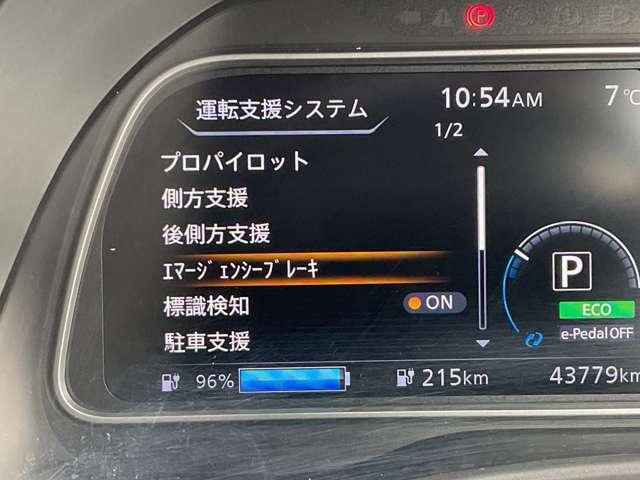 運転支援システム
10:54AM
7℃
1/2
プロパイロット
側方支援
後側方支援
ｴﾏｰｼﾞｪﾝｼｰﾌﾞﾚｰｷ
標識検知 ON
駐車支援
P
ECO
e-Pedal OFF
96%
215km
43779km